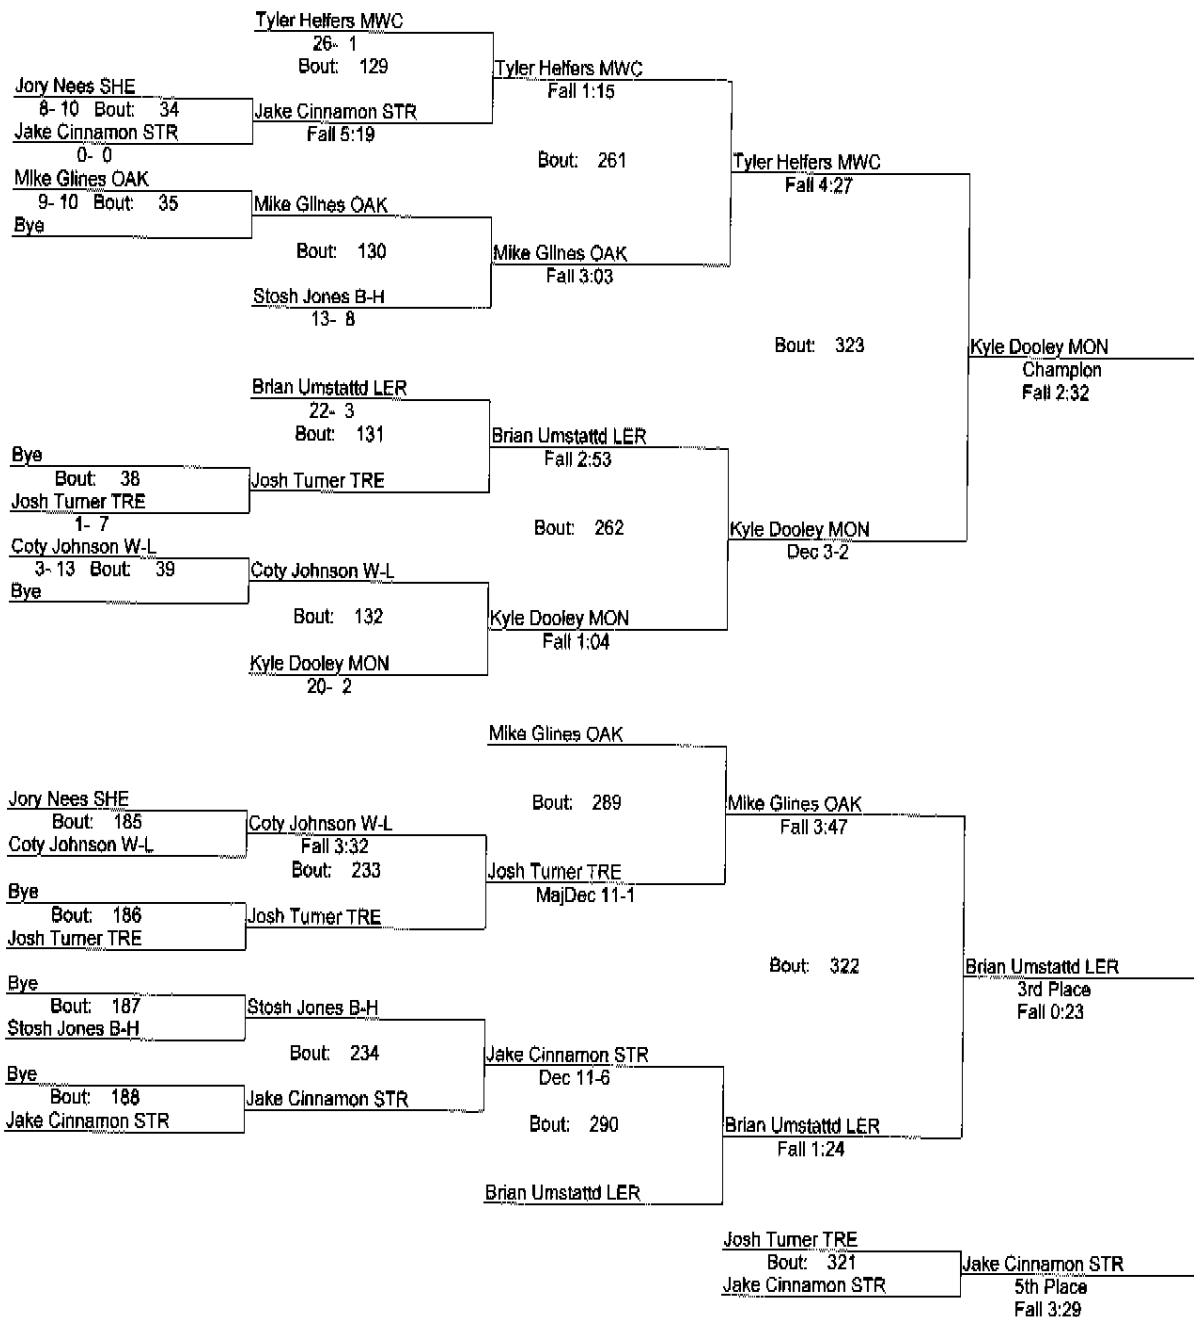 Tyler Helfers MWC
26- 1
Bout: 129
Tyler Helfers MWC
Fall 1:15
Jory Nees SHE
8- 10 Bout: 34
Jake Cinnamon STR
0- 0
Jake Cinnamon STR
Fall 5:19
Bout: 261
Tyler Helfers MWC
Fall 4:27
Mike Glines OAK
9- 10 Bout: 35
Bye
Mike Glines OAK
Bout: 130
Mike Glines OAK
Fall 3:03
Stosh Jones B-H
13- 8
Bout: 323
Kyle Dooley MON
Champion
Fall 2:32
Brian Umstattd LER
22- 3
Bout: 131
Brian Umstattd LER
Fall 2:53
Bye
Bout: 38
Josh Turner TRE
1- 7
Josh Turner TRE
Bout: 262
Kyle Dooley MON
Dec 3-2
Coty Johnson W-L
3- 13 Bout: 39
Bye
Coty Johnson W-L
Bout: 132
Kyle Dooley MON
Fall 1:04
Kyle Dooley MON
20- 2
Mike Glines OAK
Bout: 289
Mike Glines OAK
Fall 3:47
Jory Nees SHE
Bout: 185
Coty Johnson W-L
Coty Johnson W-L
Fall 3:32
Bout: 233
Josh Turner TRE
MajDec 11-1
Bye
Bout: 186
Josh Turner TRE
Josh Turner TRE
Bout: 322
Brian Umstattd LER
3rd Place
Fall 0:23
Bye
Bout: 187
Stosh Jones B-H
Stosh Jones B-H
Bout: 234
Jake Cinnamon STR
Dec 11-6
Bye
Bout: 188
Jake Cinnamon STR
Jake Cinnamon STR
Bout: 290
Brian Umstattd LER
Fall 1:24
Brian Umstattd LER
Josh Turner TRE
Bout: 321
Jake Cinnamon STR
Jake Cinnamon STR
5th Place
Fall 3:29